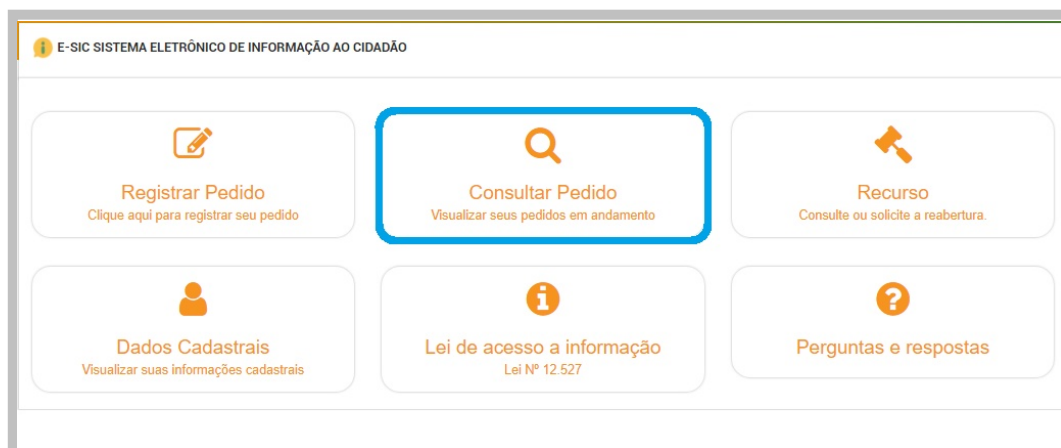 E-SIC SISTEMA ELETRÔNICO DE INFORMAÇÃO AO CIDADÃO
Registrar Pedido
Clique aqui para registrar seu pedido
Consultar Pedido
Visualizar seus pedidos em andamento
Recurso
Consulte ou solicite a reabertura.
Dados Cadastrais
Visualizar suas informações cadastrais
Lei de acesso a informação
Lei Nº 12.527
Perguntas e respostas